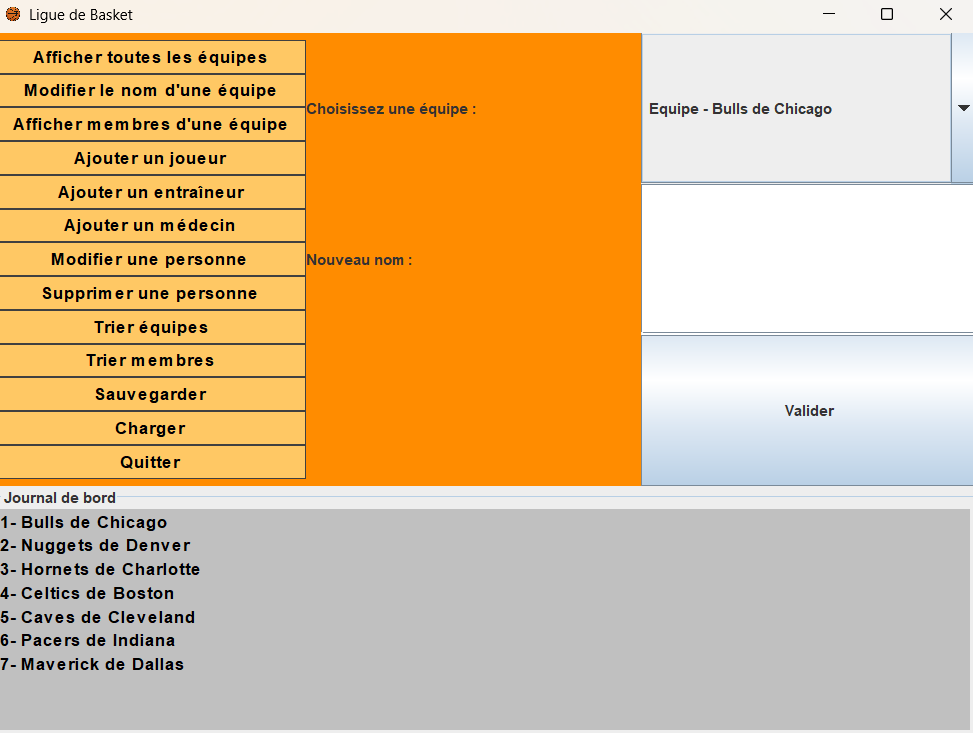 Ligue de Basket
Afficher toutes les équipes
Modifier le nom d'une équipe
Afficher membres d'une équipe
Ajouter un joueur
Ajouter un entraîneur
Ajouter un médecin
Modifier une personne
Supprimer une personne
Trier équipes
Trier membres
Sauvegarder
Charger
Quitter
Choisissez une équipe :
Equipe - Bulls de Chicago
Nouveau nom :
Valider
Journal de bord
1- Bulls de Chicago
2- Nuggets de Denver
3- Hornets de Charlotte
4- Celtics de Boston
5- Caves de Cleveland
6- Pacers de Indiana
7- Maverick de Dallas